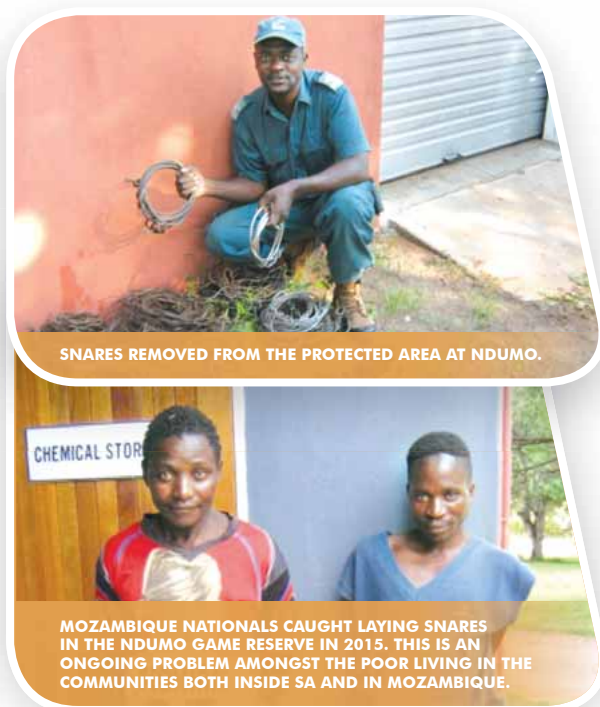 SNARES REMOVED FROM THE PROTECTED AREA AT NDUMO.
CHEMICAL STOR
MOZAMBIQUE NATIONALS CAUGHT LAYING SNARES
IN THE NDUMO GAME RESERVE IN 2015. THIS IS AN
ONGOING PROBLEM AMONGST THE POOR LIVING IN THE
COMMUNITIES BOTH INSIDE SA AND IN MOZAMBIQUE.